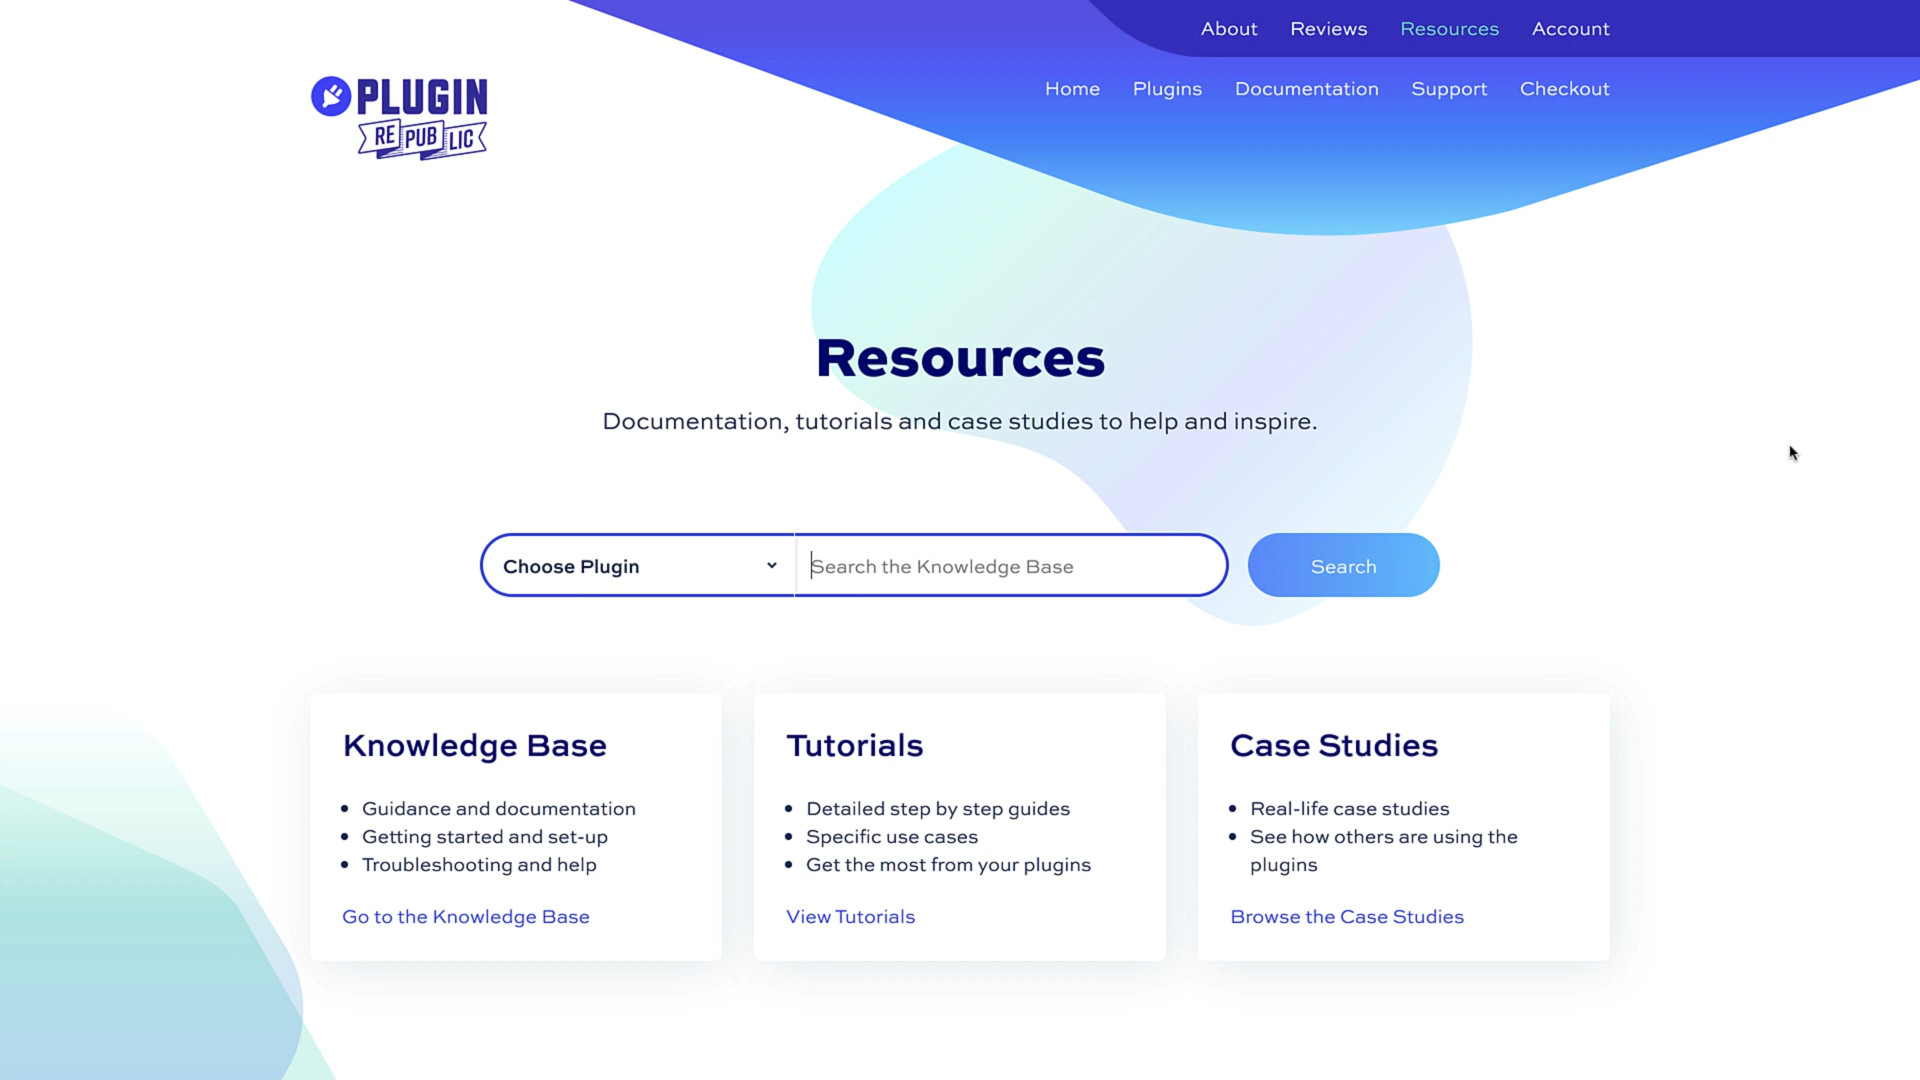 About Reviews Resources Account
PLUGIN
REPUBLIC
Home Plugins Documentation Support Checkout
Resources
Documentation, tutorials and case studies to help and inspire.
Choose Plugin
Search the Knowledge Base
Search
Knowledge Base
Guidance and documentation
Getting started and set-up
Troubleshooting and help
Go to the Knowledge Base
Tutorials
Detailed step by step guides
Specific use cases
Get the most from your plugins
View Tutorials
Case Studies
Real-life case studies
See how others are using the
plugins
Browse the Case Studies